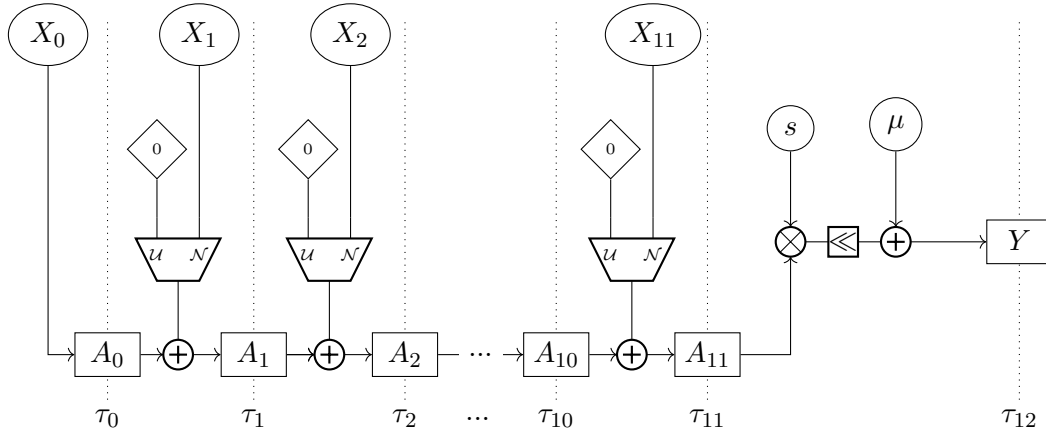 X₀ X₁ X₂ X₁₁
0 0 0 s μ
𝒰 𝒩 𝒰 𝒩 𝒰 𝒩 × ≪ + Y
A₀ + A₁ + A₂ ... A₁₀ + A₁₁
τ₀ τ₁ τ₂ ... τ₁₀ τ₁₁ τ₁₂